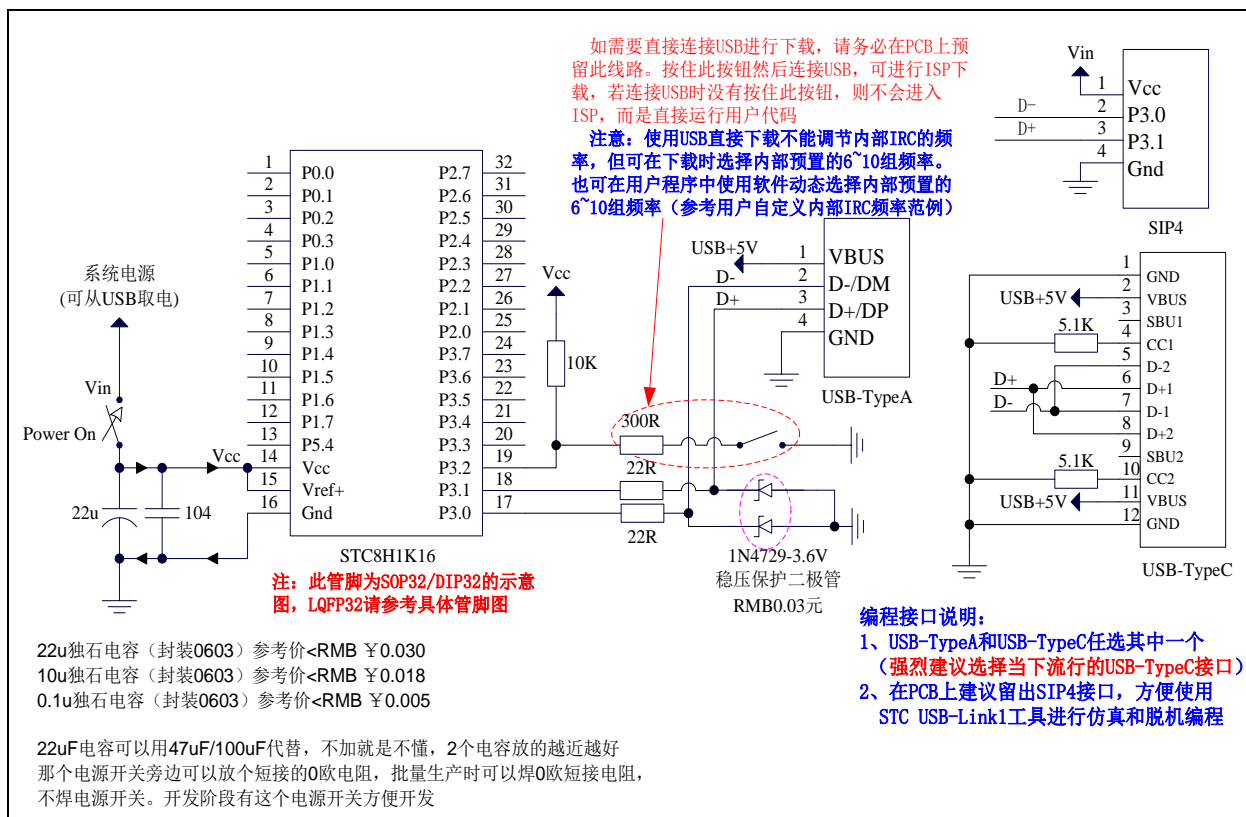 如需要直接连接USB进行下载，请务必在PCB上预
留此线路。按住此按钮然后连接USB，可进行ISP下
载，若连接USB时没有按住此按钮，则不会进入
ISP，而是直接运行用户代码
注意：使用USB直接下载不能调节内部IRC的频
率，但可在下载时选择内部预置的6~10组频率。
也可在用户程序中使用软件动态选择内部预置的
6~10组频率（参考用户自定义内部IRC频率范例）
Vin
1
Vcc
D-
2
P3.0
D+
3
P3.1
4
Gnd
SIP4
系统电源
(可从USB取电)
Vin
Power On
Vcc
22u
104
1 P0.0
2 P0.1
3 P0.2
4 P0.3
5 P1.0
6 P1.1
7 P1.2
8 P1.3
9 P1.4
10 P1.5
11 P1.6
12 P1.7
13 P5.4
14 Vcc
15 Vref+
16 Gnd
P2.7 32
P2.6 31
P2.5 30
P2.4 29
P2.3 28
P2.2 27
P2.1 26
P2.0 25
P3.7 24
P3.6 23
P3.5 22
P3.4 21
P3.3 20
P3.2 19
P3.1 18
P3.0 17
STC8H1K16
注：此管脚为SOP32/DIP32的示意
图，LQFP32请参考具体管脚图
Vcc
10K
300R
22R
22R
USB+5V 1 VBUS
D- 2 D-/DM
D+ 3 D+/DP
4 GND
USB-TypeA
1N4729-3.6V
稳压保护二极管
RMB0.03元
1 GND
USB+5V 2 VBUS
3 SBU1
5.1K 4 CC1
5 D-2
D+ 6 D+1
D- 7 D-1
8 D+2
9 SBU2
5.1K 10 CC2
USB+5V 11 VBUS
12 GND
USB-TypeC
22u独石电容（封装0603）参考价<RMB ￥0.030
10u独石电容（封装0603）参考价<RMB ￥0.018
0.1u独石电容（封装0603）参考价<RMB ￥0.005
22uF电容可以用47uF/100uF代替，不加就是不懂，2个电容放的越近越好
那个电源开关旁边可以放个短接的0欧电阻，批量生产时可以焊0欧短接电阻，
不焊电源开关。开发阶段有这个电源开关方便开发
编程接口说明：
1、USB-TypeA和USB-TypeC任选其中一个
（强烈建议选择当下流行的USB-TypeC接口）
2、在PCB上建议留出SIP4接口，方便使用
STC USB-Link1工具进行仿真和脱机编程